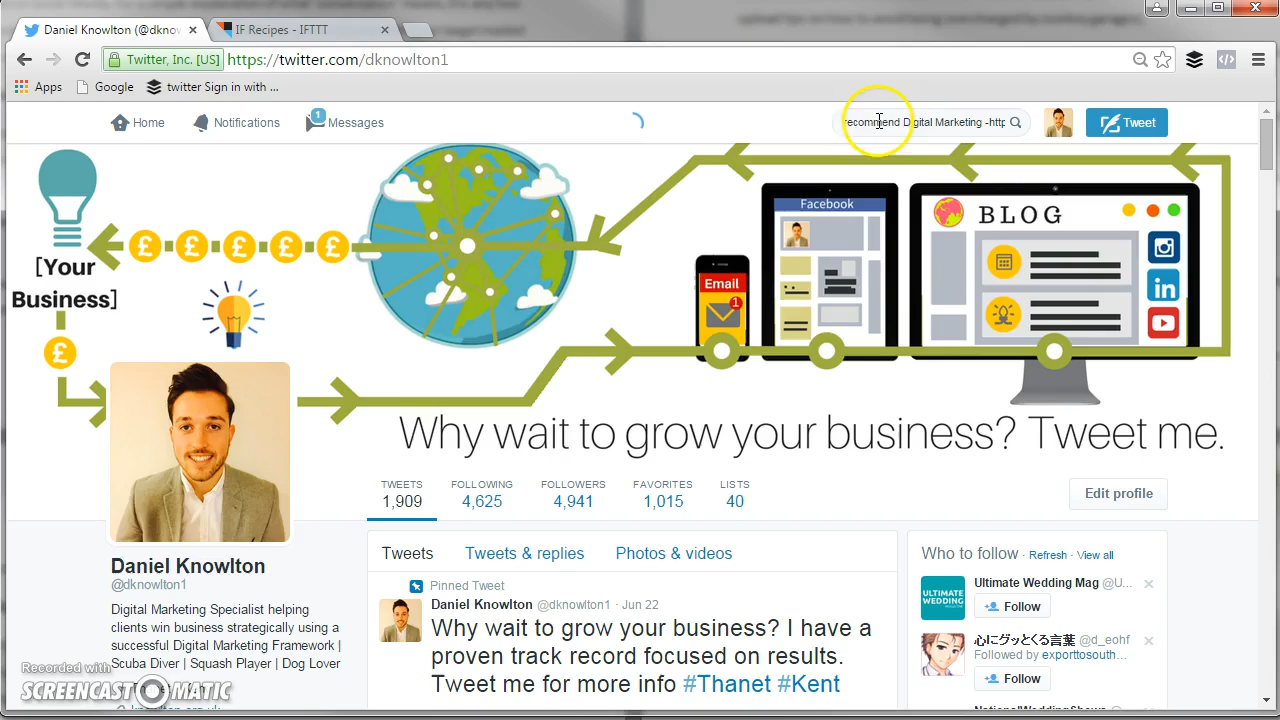 Daniel Knowlton (@dkno
IF Recipes - IFTTT
Twitter, Inc. [US]
https://twitter.com/dknowlton1
Apps
Google
twitter Sign in with ...
Home
Notifications
1
Messages
recommend Digital Marketing -http
Tweet
[Your
Business]
£ £ £ £ £
£
Email
1
Facebook
BLOG
in
Why wait to grow your business? Tweet me.
TWEETS
1,909
FOLLOWING
4,625
FOLLOWERS
4,941
FAVORITES
1,015
LISTS
40
Edit profile
Daniel Knowlton
@dknowlton1
Digital Marketing Specialist helping
clients win business strategically using a
successful Digital Marketing Framework |
Scuba Diver | Squash Player | Dog Lover
Tweets
Tweets & replies
Photos & videos
Pinned Tweet
Daniel Knowlton @dknowlton1 · Jun 22
Why wait to grow your business? I have a
proven track record focused on results.
Tweet me for more info #Thanet #Kent
Who to follow · Refresh · View all
Ultimate Wedding Mag @U...
ULTIMATE
WEDDING
Follow
心にグッとくる言葉 @d_eohf
Followed by exporttosouth...
Follow
Recorded with
SCREENCAST MATIC